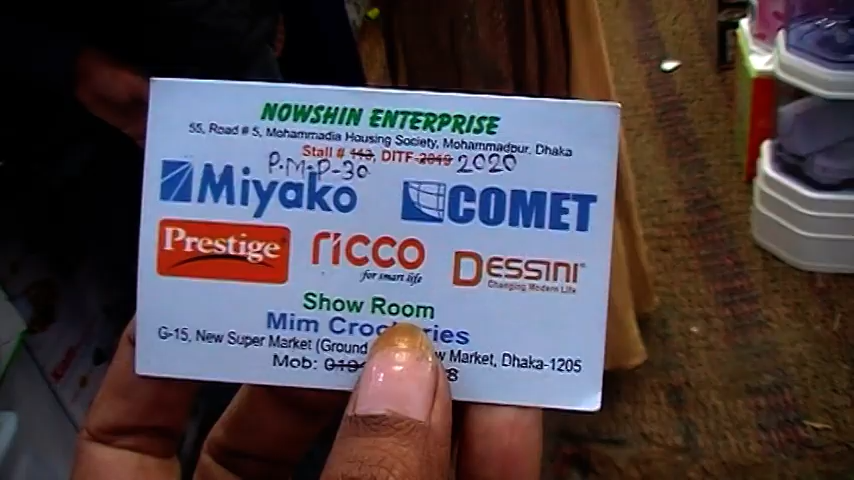 NOWSHIN ENTERPRISE
55, Road # 5, Mohammadia Housing Society, Mohammadpur, Dhaka
Stall # 113, DITF-2019 2020
P.M.P-30
Miyako COMET
Prestige ricco DESSINI
for smart life Changing Modern Life
Show Room
Mim
G-15, New Super Market (Ground Market, Dhaka-1205
Mob: